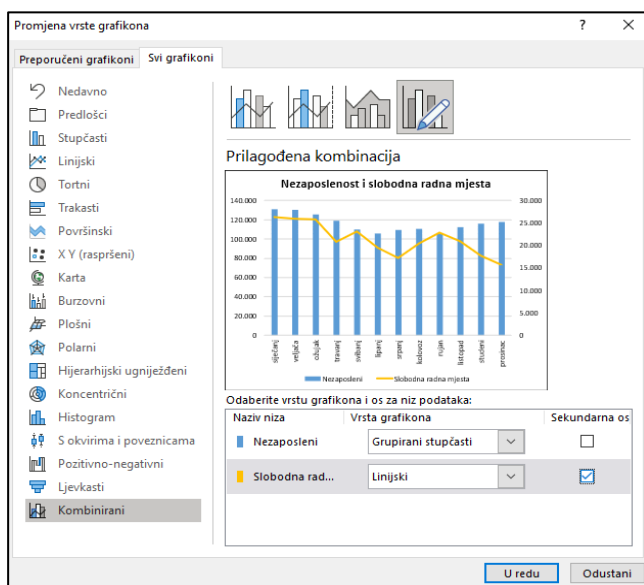 Promjena vrste grafikona ? ×
Preporučeni grafikoni Svi grafikoni
Nedavno
Predlošci
Stupčasti
Linijski
Tortni
Trakasti
Površinski
X Y (raspršeni)
Karta
Burzovni
Plošni
Polarni
Hijerarhijski ugniježđeni
Koncentrični
Histogram
S okvirima i poveznicama
Pozitivno-negativni
Ljevkasti
Kombinirani
Prilagođena kombinacija
Nezaposlenost i slobodna radna mjesta
140.000
120.000
100.000
80.000
60.000
40.000
20.000
0
30.000
25.000
20.000
15.000
10.000
5.000
0
siječanj
veljača
ožujak
travanj
svibanj
lipanj
srpanj
kolovoz
rujan
listopad
studeni
prosinac
Nezaposleni Slobodna radna mjesta
Odaberite vrstu grafikona i os za niz podataka:
Naziv niza Vrsta grafikona Sekundarna os
Nezaposleni Grupirani stupčasti
Slobodna rad... Linijski
U redu Odustani